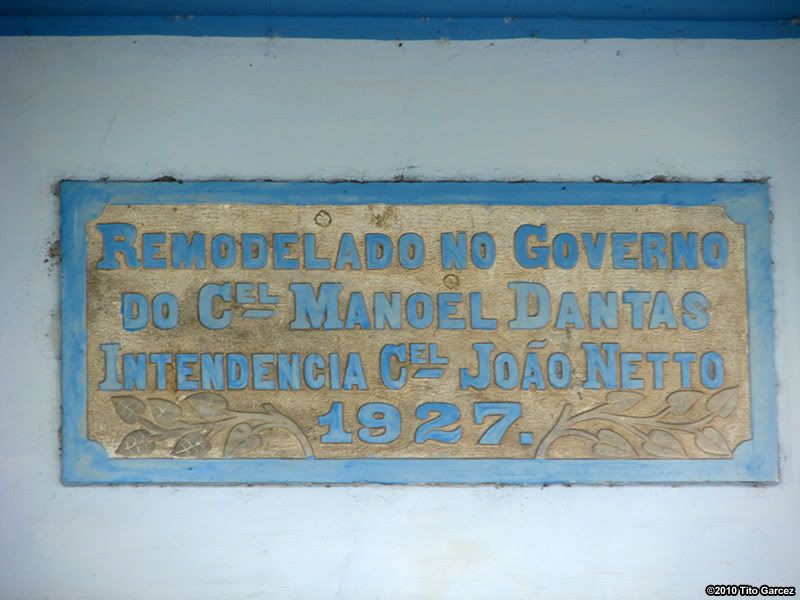 REMODELADO NO GOVERNO
DO CEL MANOEL DANTAS
INTENDENCIA CEL JOÃO NETTO
1927.
©2010 Tito Garcez